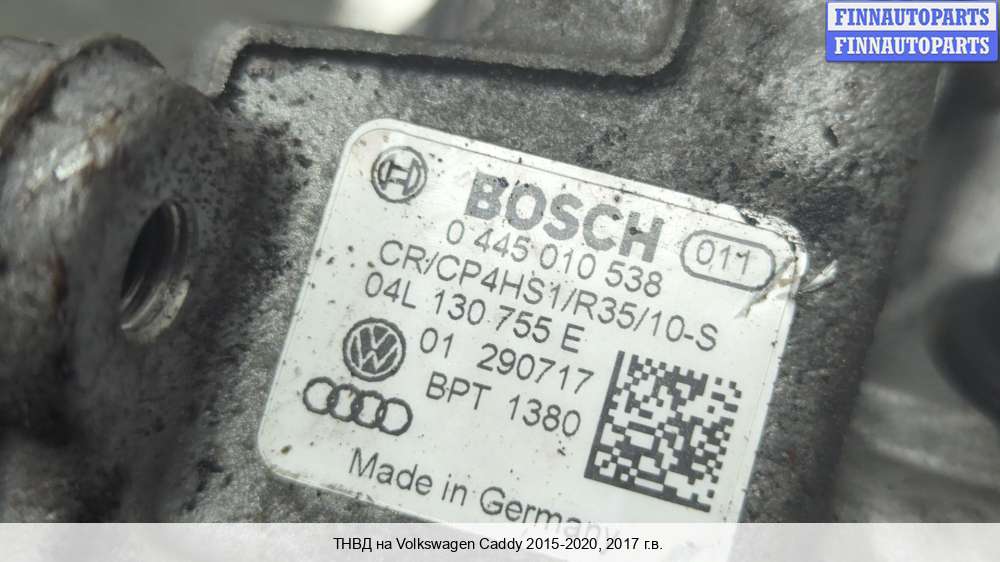 FINNAUTOPARTS
FINNAUTOPARTS
BOSCH
011
0 445 010 538
CR/CP4HS1/R35/10-S
04L 130 755 E
01 290717
BPT 1380
Made in Germany
ТНВД на Volkswagen Caddy 2015-2020, 2017 г.в.